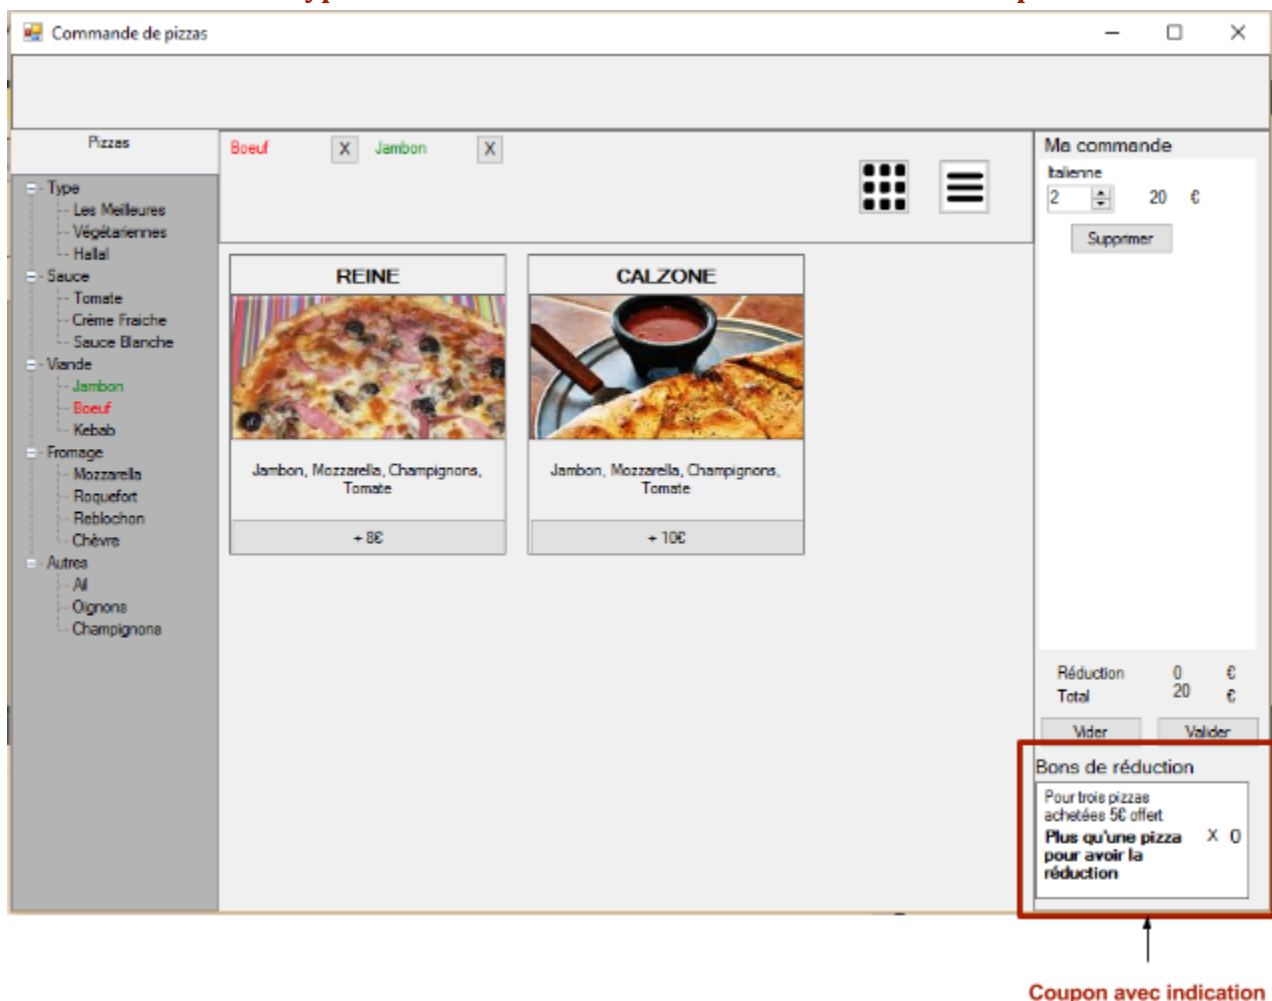 Commande de pizzas
Pizzas
Boeuf X Jambon X
Type
Les Meilleures
Végétariennes
Hallal
Sauce
Tomate
Crème Fraiche
Sauce Blanche
Viande
Jambon
Boeuf
Kebab
Fromage
Mozzarella
Roquefort
Reblochon
Chèvre
Autres
Ail
Oignons
Champignons
REINE
Jambon, Mozzarella, Champignons,
Tomate
+ 8€
CALZONE
Jambon, Mozzarella, Champignons,
Tomate
+ 10€
Ma commande
Italienne
2 20 €
Supprimer
Réduction 0 €
Total 20 €
Vider Valider
Bons de réduction
Pour trois pizzas
achetées 5€ offert
Plus qu'une pizza X 0
pour avoir la
réduction
Coupon avec indication